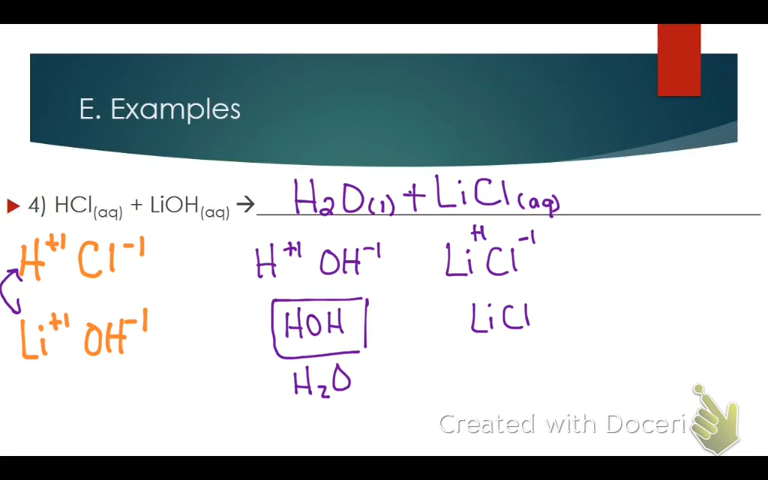 E. Examples
4) HCl(aq) + LiOH(aq) → H₂O(l) + LiCl(aq)
H⁺¹ Cl⁻¹ H⁺¹ OH⁻¹ Li⁺¹ Cl⁻¹
Li⁺¹ OH⁻¹ HOH LiCl
H₂O
Created with Doceri